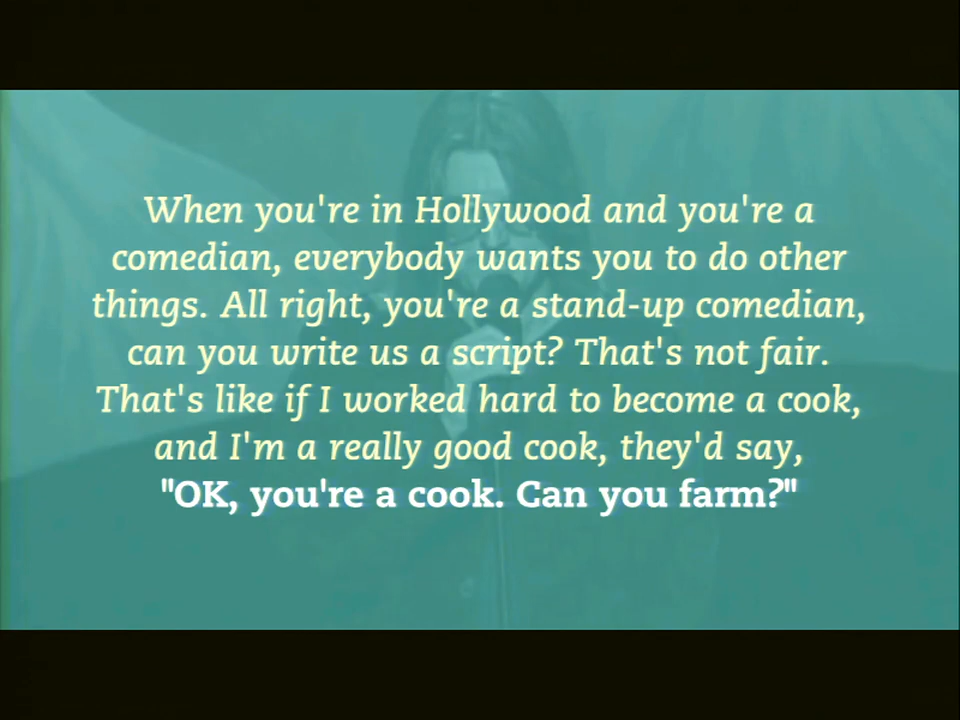 When you're in Hollywood and you're a
comedian, everybody wants you to do other
things. All right, you're a stand-up comedian,
can you write us a script? That's not fair.
That's like if I worked hard to become a cook,
and I'm a really good cook, they'd say,
"OK, you're a cook. Can you farm?"